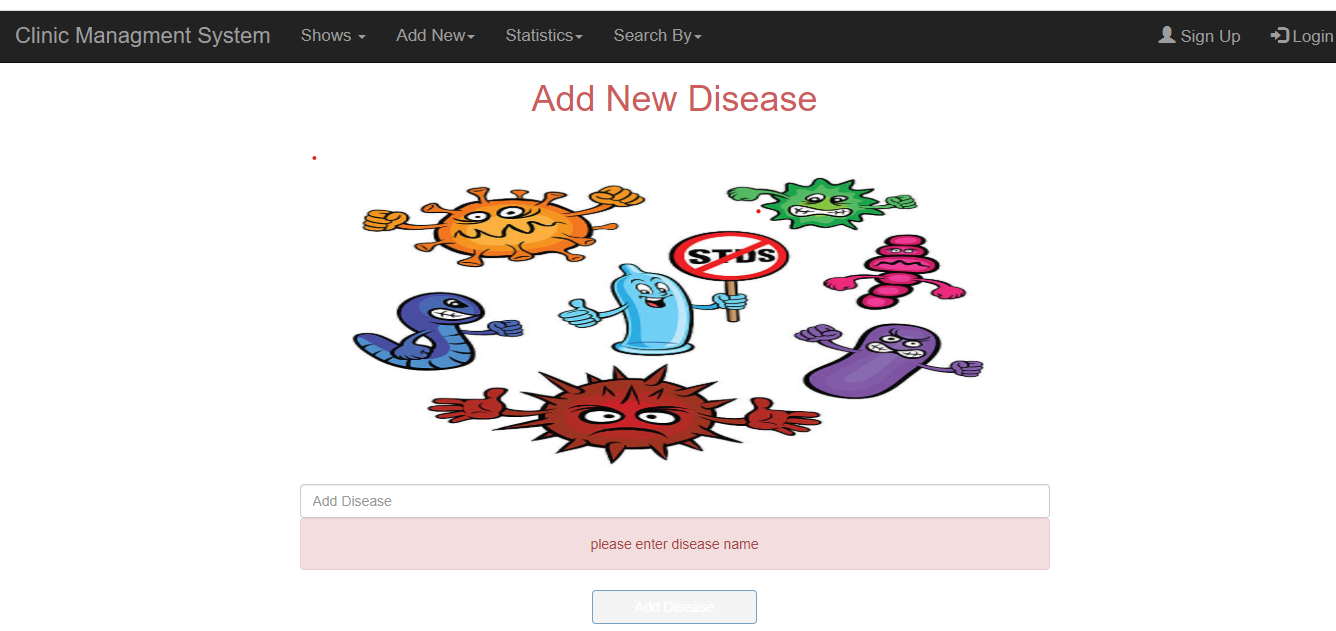 Clinic Managment System Shows Add New Statistics Search By Sign Up Login
Add New Disease
STDS
Add Disease
please enter disease name
Add Disease